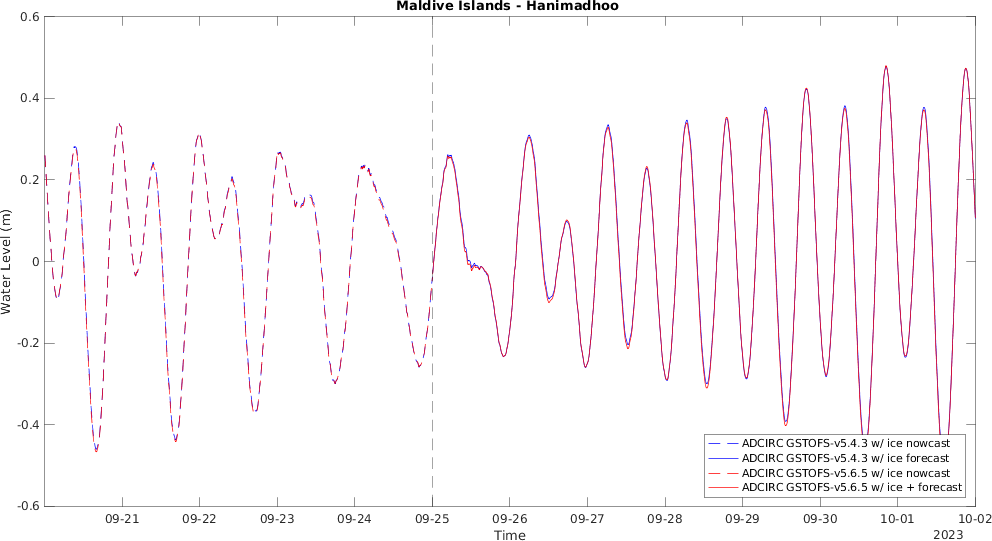 Maldive Islands - Hanimadhoo
0.6
0.4
0.2
0
-0.2
-0.4
-0.6
Water Level (m)
ADCIRC GSTOFS-v5.4.3 w/ ice nowcast
ADCIRC GSTOFS-v5.4.3 w/ ice forecast
ADCIRC GSTOFS-v5.6.5 w/ ice nowcast
ADCIRC GSTOFS-v5.6.5 w/ ice + forecast
09-21 09-22 09-23 09-24 09-25 09-26 09-27 09-28 09-29 09-30 10-01 10-02
Time
2023